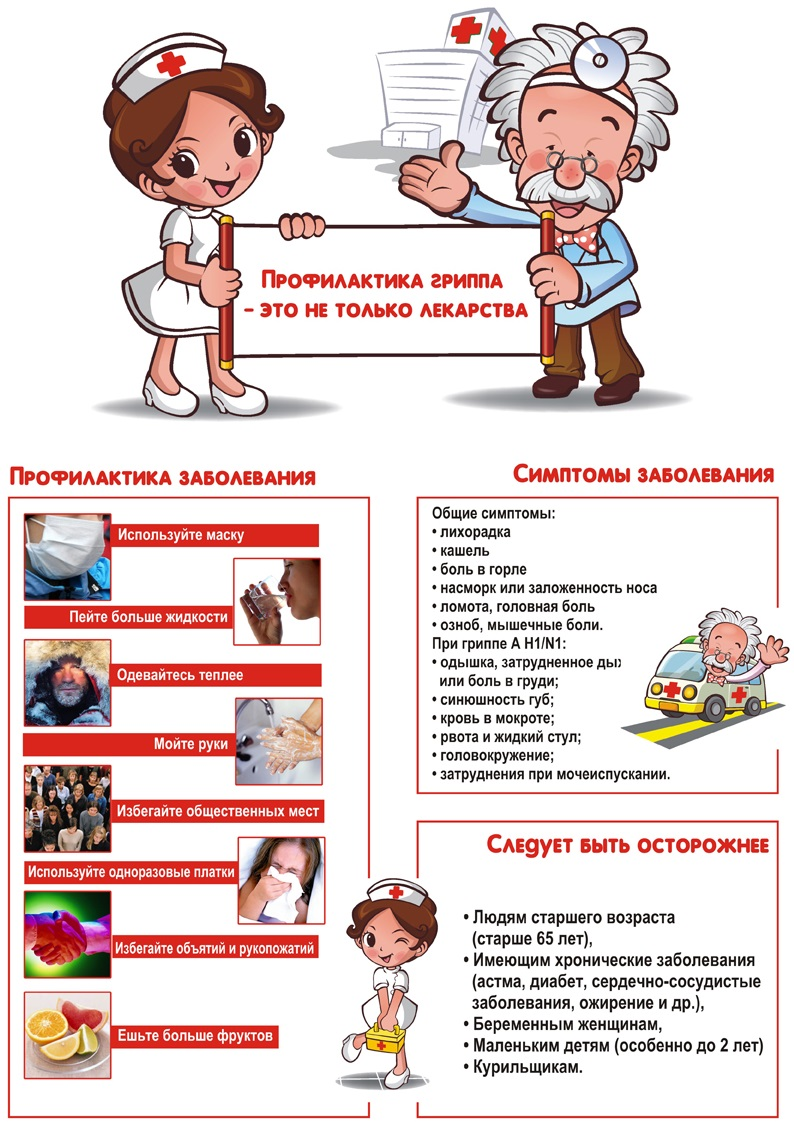 Профилактика гриппа
– это не только лекарства
Профилактика заболевания
Используйте маску
Пейте больше жидкости
Одевайтесь теплее
Мойте руки
Избегайте общественных мест
Используйте одноразовые платки
Избегайте объятий и рукопожатий
Ешьте больше фруктов
Симптомы заболевания
Общие симптомы:
• лихорадка
• кашель
• боль в горле
• насморк или заложенность носа
• ломота, головная боль
• озноб, мышечные боли.
При гриппе А H1/N1:
• одышка, затрудненное
или боль в груди;
• синюшность губ;
• кровь в мокроте;
• рвота и жидкий стул;
• головокружение;
• затруднения при мочеиспускании.
Следует быть осторожнее
• Людям старшего возраста
(старше 65 лет),
• Имеющим хронические заболевания
(астма, диабет, сердечно-сосудистые
заболевания, ожирение и др.),
• Беременным женщинам,
• Маленьким детям (особенно до 2 лет)
• Курильщикам.